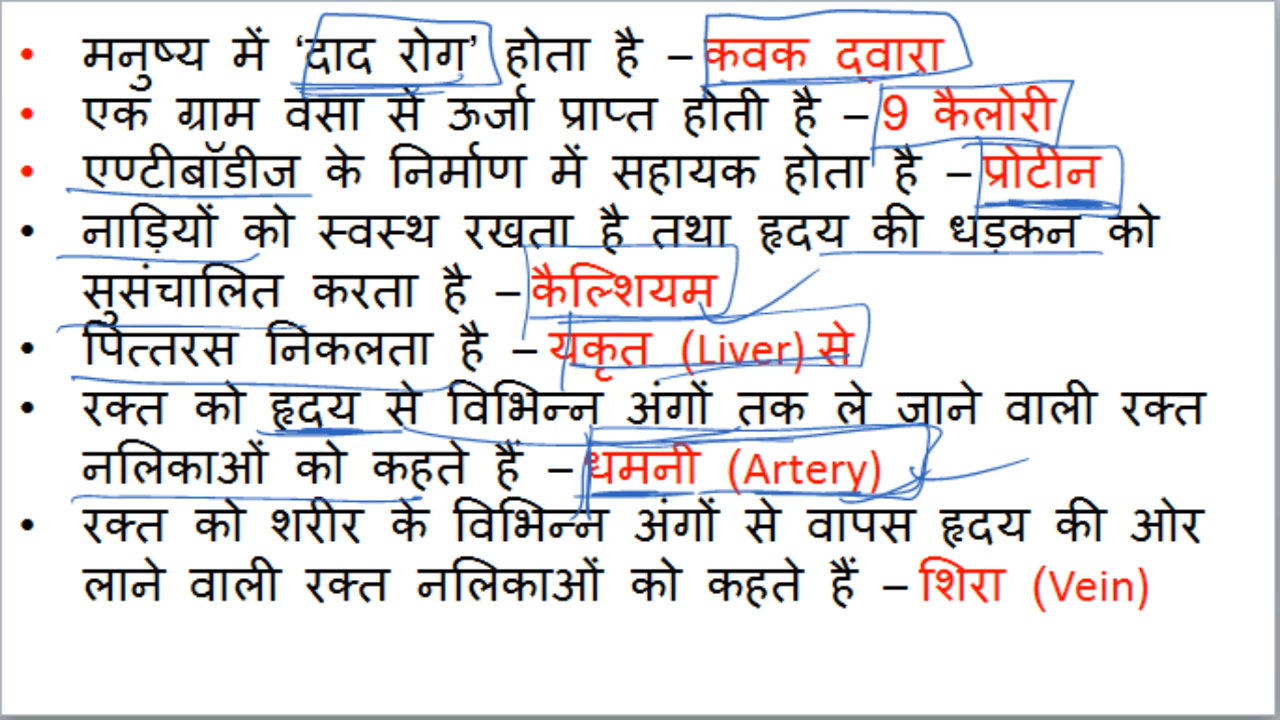 • मनुष्य में ‘दाद रोग’ होता है – कवक दवारा
• एक ग्राम वसा से ऊर्जा प्राप्त होती है – 9 कैलोरी
• एण्टीबॉडीज के निर्माण में सहायक होता है – प्रोटीन
• नाड़ियों को स्वस्थ रखता है तथा हृदय की धड़कन को
सुसंचालित करता है – कैल्शियम
• पित्तरस निकलता है – यकृत (Liver) से
• रक्त को हृदय से विभिन्न अंगों तक ले जाने वाली रक्त
नलिकाओं को कहते हैं – धमनी (Artery)
• रक्त को शरीर के विभिन्न अंगों से वापस हृदय की ओर
लाने वाली रक्त नलिकाओं को कहते हैं – शिरा (Vein)